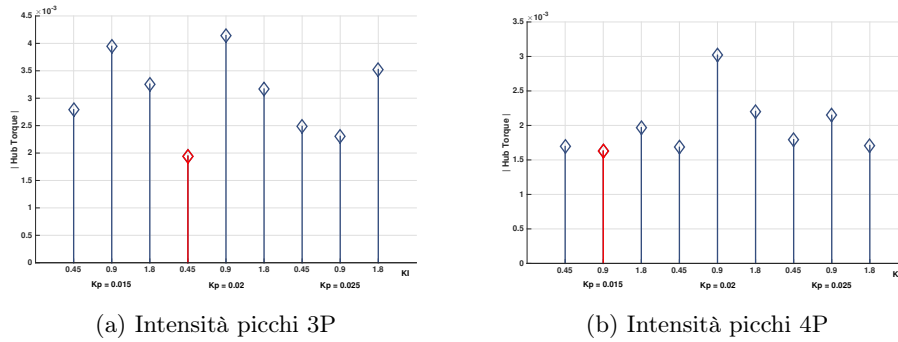 ×10⁻³
4.5
4
3.5
3
2.5
2
1.5
1
0.5
0
| Hub Torque |
0.45 0.9 1.8 0.45 0.9 1.8 0.45 0.9 1.8 KI
Kp = 0.015 Kp = 0.02 Kp = 0.025
(a) Intensità picchi 3P
×10⁻³
3.5
3
2.5
2
1.5
1
0.5
0
| Hub Torque |
0.45 0.9 1.8 0.45 0.9 1.8 0.45 0.9 1.8
Kp = 0.015 Kp = 0.02 Kp = 0.025
(b) Intensità picchi 4P